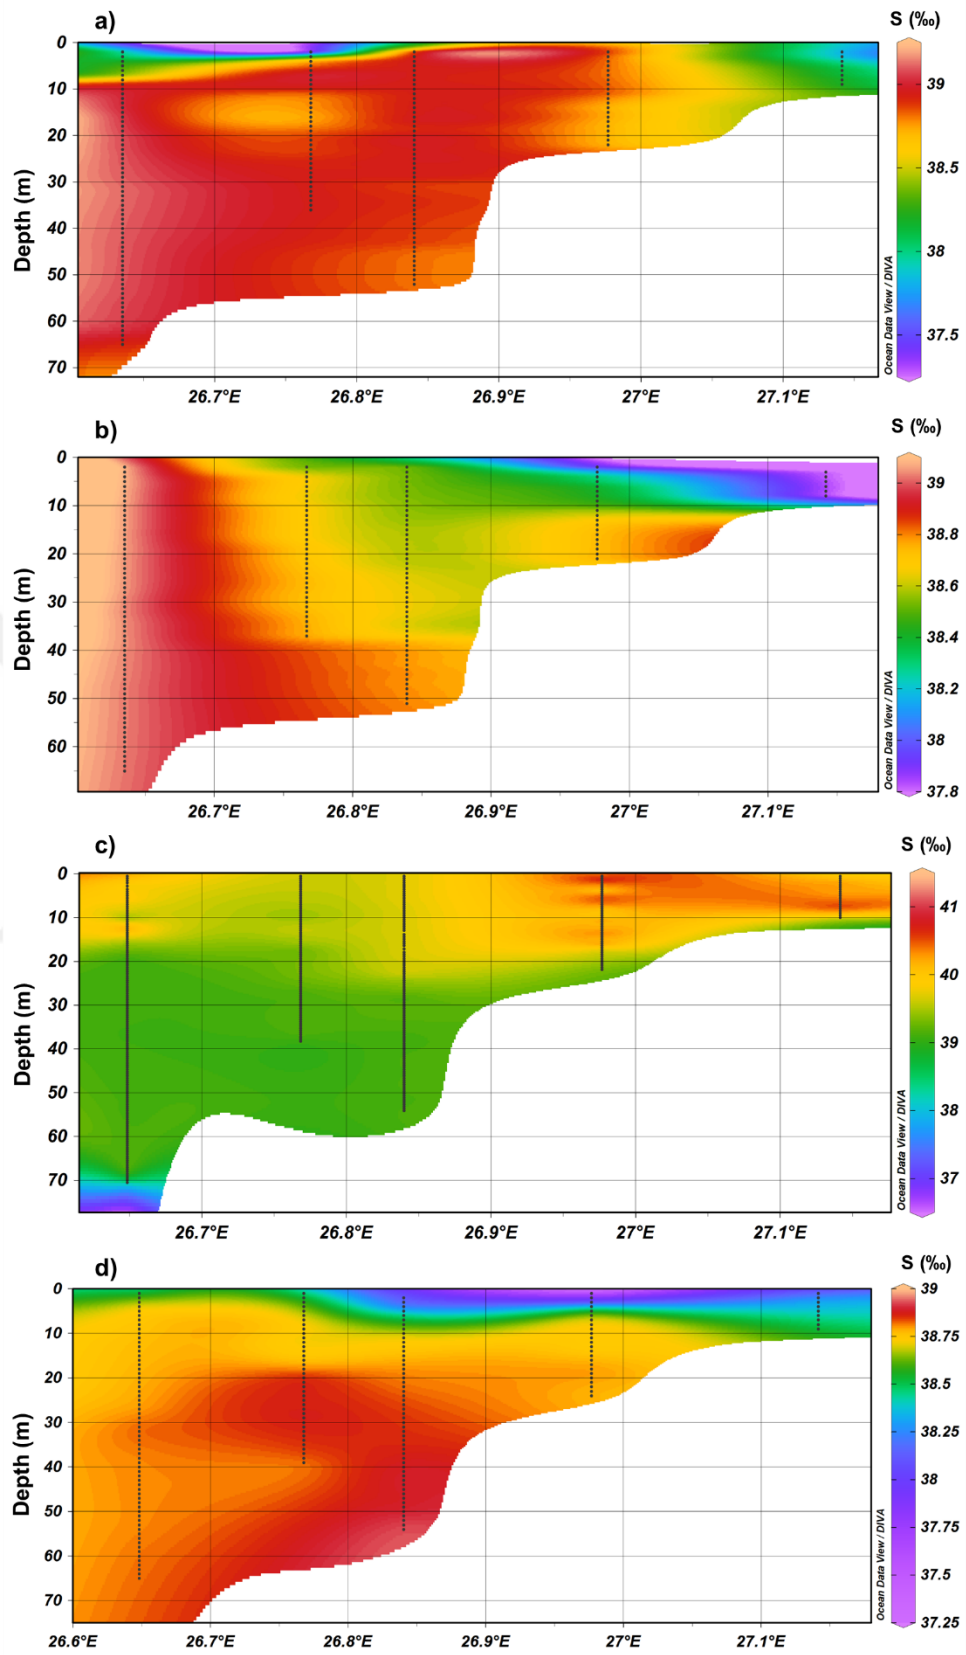 a)
S (‰)
0
10
20
30
40
50
60
70
Depth (m)
26.7°E 26.8°E 26.9°E 27°E 27.1°E
39
38.5
38
37.5
Ocean Data View / DIVA
b)
S (‰)
0
10
20
30
40
50
60
Depth (m)
26.7°E 26.8°E 26.9°E 27°E 27.1°E
39
38.8
38.6
38.4
38.2
38
37.8
Ocean Data View / DIVA
c)
S (‰)
0
10
20
30
40
50
60
70
Depth (m)
26.7°E 26.8°E 26.9°E 27°E 27.1°E
41
40
39
38
37
Ocean Data View / DIVA
d)
S (‰)
0
10
20
30
40
50
60
70
Depth (m)
26.6°E 26.7°E 26.8°E 26.9°E 27°E 27.1°E
39
38.75
38.5
38.25
38
37.75
37.5
37.25
Ocean Data View / DIVA